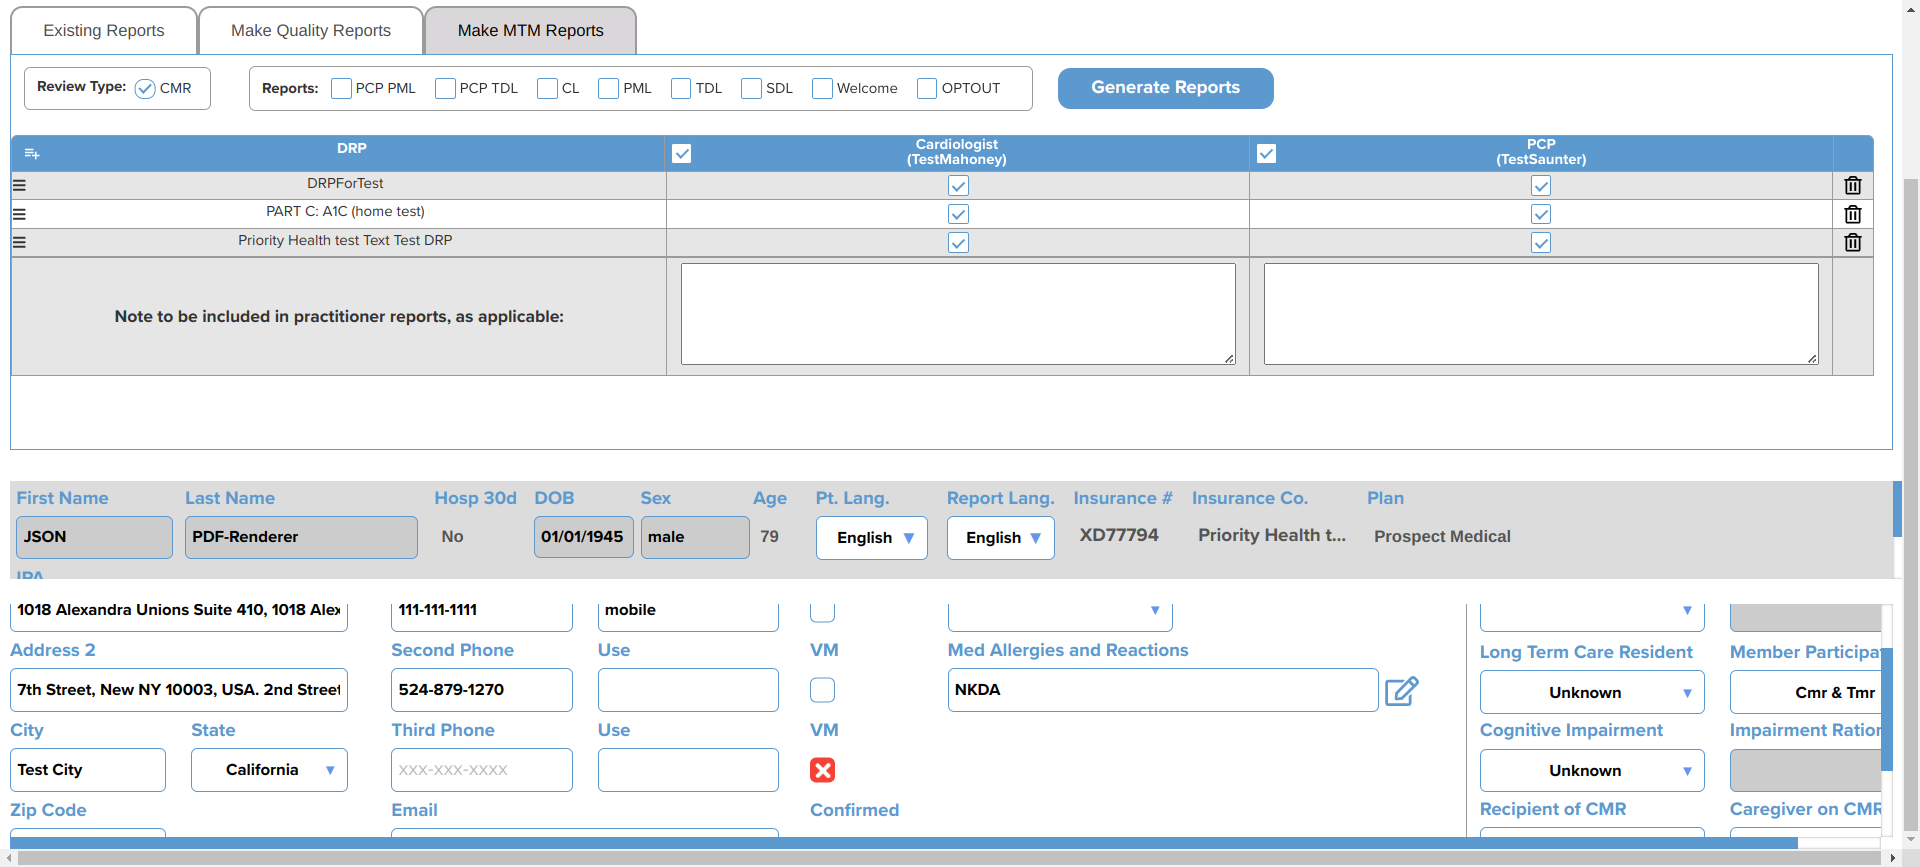 Existing Reports
Make Quality Reports
Make MTM Reports
Review Type: CMR
Reports: PCP PML PCP TDL CL PML TDL SDL Welcome OPTOUT
Generate Reports
DRP
Cardiologist
(TestMahoney)
PCP
(TestSaunter)
DRPForTest
PART C: A1C (home test)
Priority Health test Text Test DRP
Note to be included in practitioner reports, as applicable:
First Name Last Name Hosp 30d DOB Sex Age Pt. Lang. Report Lang. Insurance # Insurance Co. Plan
JSON PDF-Renderer No 01/01/1945 male 79 English English XD77794 Priority Health t... Prospect Medical
IPA
1018 Alexandra Unions Suite 410, 1018 Alex 111-111-1111 mobile
Address 2 Second Phone Use VM Med Allergies and Reactions Long Term Care Resident Member Participat
7th Street, New NY 10003, USA. 2nd Street 524-879-1270 NKDA Unknown Cmr & Tmr
City State Third Phone Use VM Cognitive Impairment Impairment Ration
Test City California xxx-xxx-xxxx Unknown
Zip Code Email Confirmed Recipient of CMR Caregiver on CMR